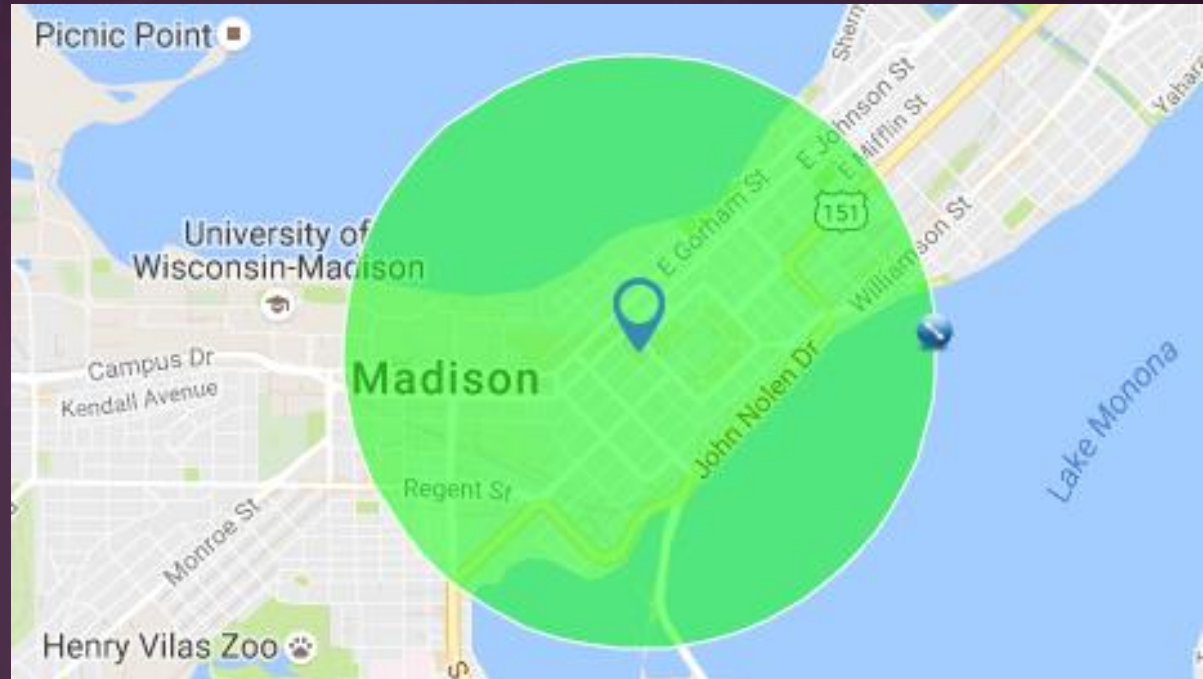 Picnic Point
E Johnson St
E Mifflin St
151
E Gorham St
University of
Wisconsin-Madison
Williamson St
Campus Dr
Kendall Avenue
Madison
John Nolen Dr
Lake Monona
Regent St
Monroe St
Henry Vilas Zoo